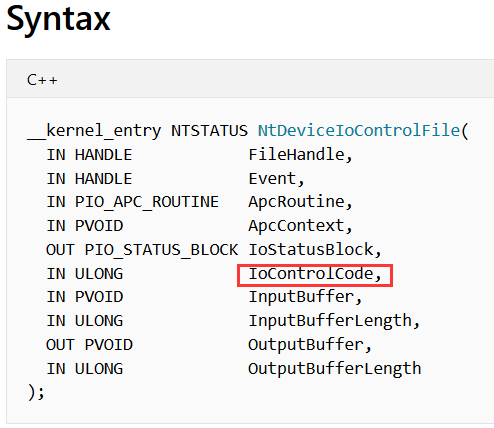 Syntax
C++
__kernel_entry NTSTATUS NtDeviceIoControlFile(
IN HANDLE FileHandle,
IN HANDLE Event,
IN PIO_APC_ROUTINE ApcRoutine,
IN PVOID ApcContext,
OUT PIO_STATUS_BLOCK IoStatusBlock,
IN ULONG IoControlCode,
IN PVOID InputBuffer,
IN ULONG InputBufferLength,
OUT PVOID OutputBuffer,
IN ULONG OutputBufferLength
);